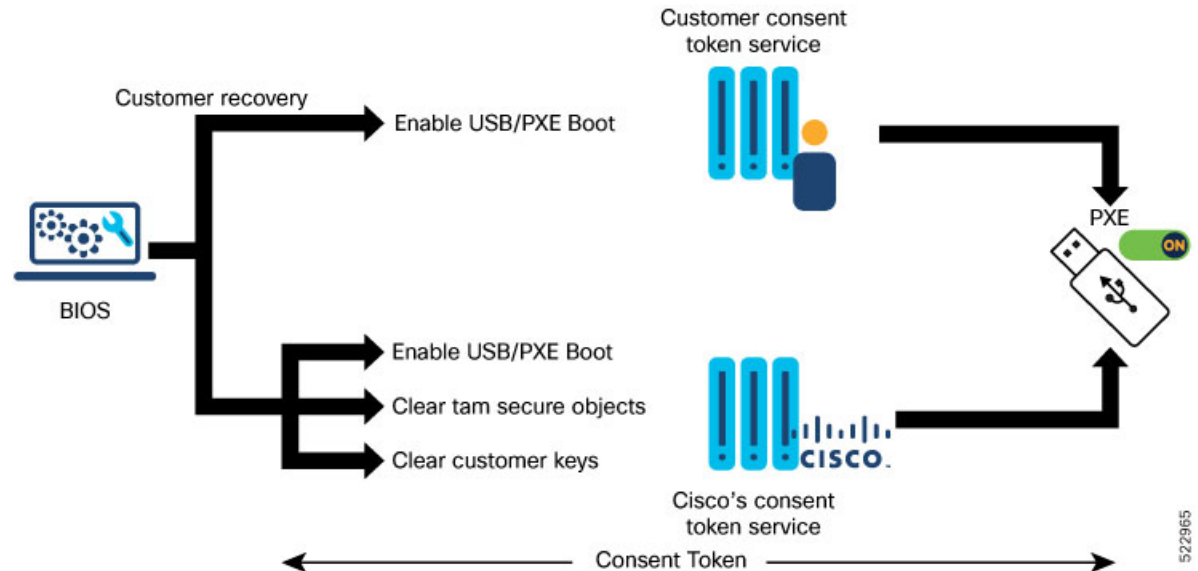 Customer consent
token service
Customer recovery
Enable USB/PXE Boot
PXE
ON
BIOS
Enable USB/PXE Boot
Clear tam secure objects
Clear customer keys
CISCO
Cisco's consent
token service
Consent Token
522965